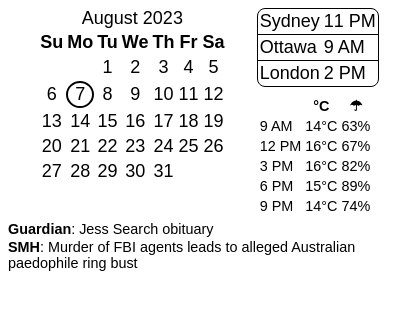 August 2023
Su Mo Tu We Th Fr Sa
1 2 3 4 5
6 7 8 9 10 11 12
13 14 15 16 17 18 19
20 21 22 23 24 25 26
27 28 29 30 31
Sydney 11 PM
Ottawa 9 AM
London 2 PM
°C ☂
9 AM 14°C 63%
12 PM 16°C 67%
3 PM 16°C 82%
6 PM 15°C 89%
9 PM 14°C 74%
Guardian: Jess Search obituary
SMH: Murder of FBI agents leads to alleged Australian
paedophile ring bust